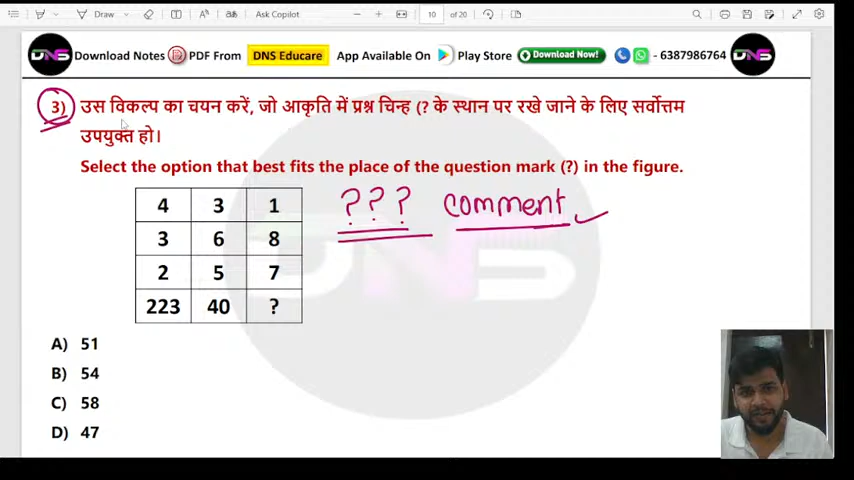 Draw
Ask Copilot
10 of 20
DNS Download Notes PDF From DNS Educare App Available On Play Store Download Now! - 6387986764 DNS
3) उस विकल्प का चयन करें, जो आकृति में प्रश्न चिन्ह (? के स्थान पर रखे जाने के लिए सर्वोत्तम
उपयुक्त हो।
Select the option that best fits the place of the question mark (?) in the figure.
4 3 1 ??? comment
3 6 8
2 5 7
223 40 ?
A) 51
B) 54
C) 58
D) 47